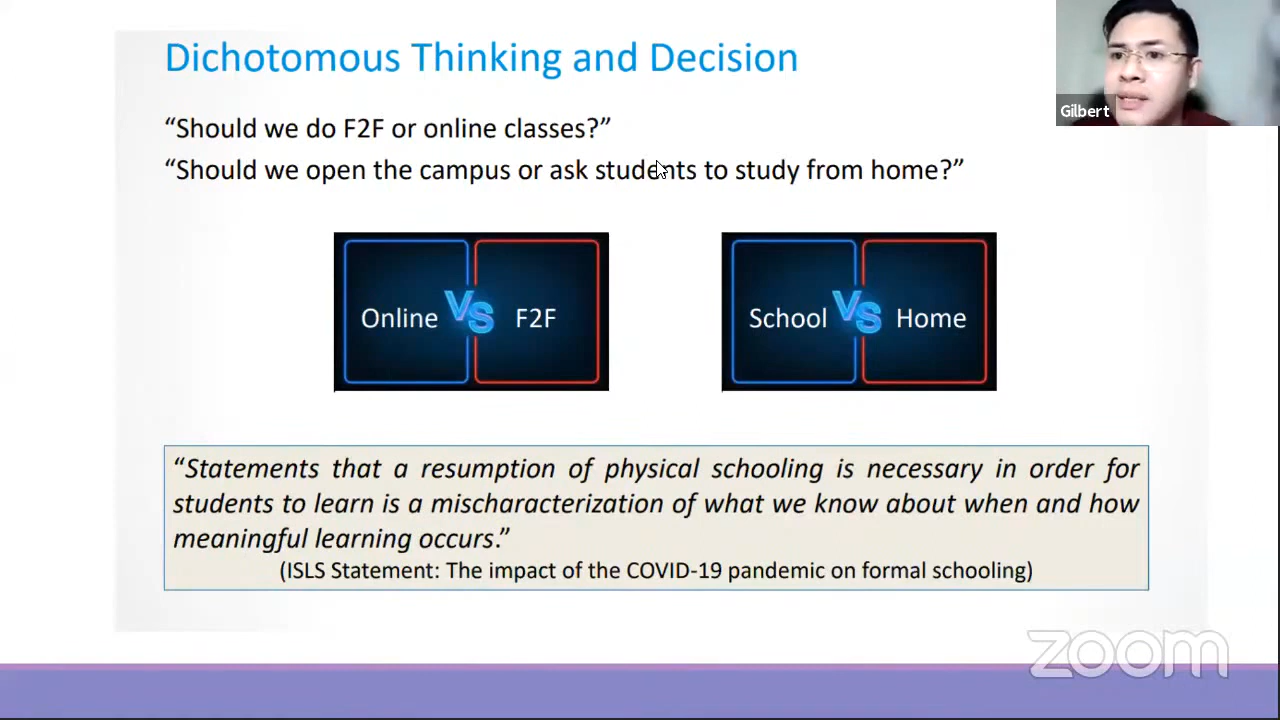 Dichotomous Thinking and Decision
Gilbert
“Should we do F2F or online classes?”
“Should we open the campus or ask students to study from home?”
Online VS F2F
School VS Home
“Statements that a resumption of physical schooling is necessary in order for
students to learn is a mischaracterization of what we know about when and how
meaningful learning occurs.”
(ISLS Statement: The impact of the COVID-19 pandemic on formal schooling)
zoom